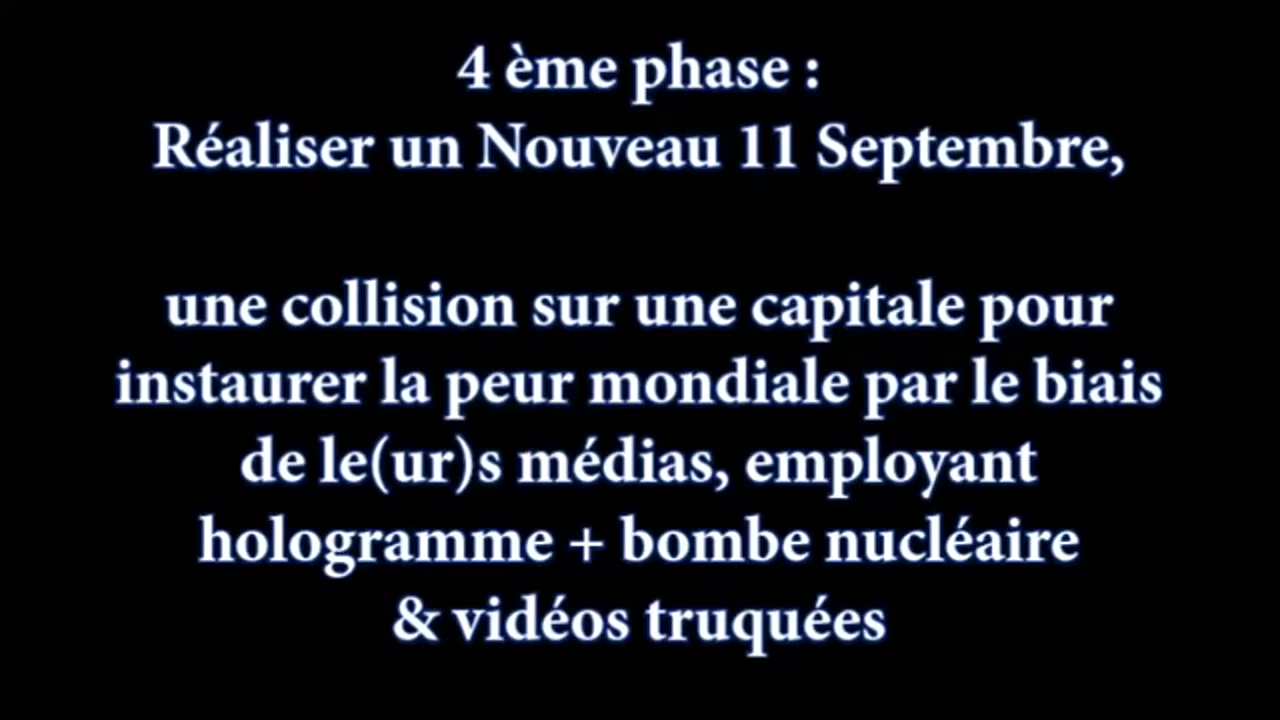 4 ème phase :
Réaliser un Nouveau 11 Septembre,
une collision sur une capitale pour
instaurer la peur mondiale par le biais
de le(ur)s médias, employant
hologramme + bombe nucléaire
& vidéos truquées